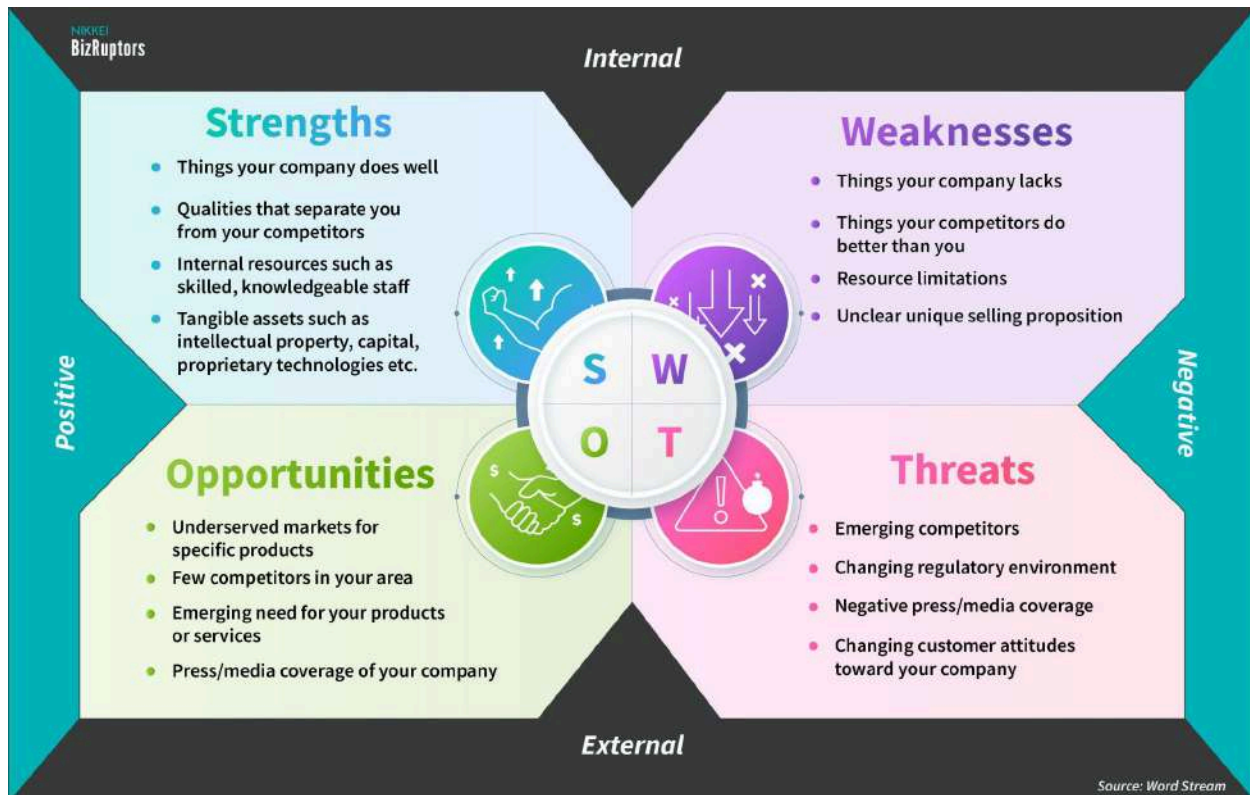 NIKKEI
BizRuptors
Internal
Strengths
Things your company does well
Qualities that separate you
from your competitors
Internal resources such as
skilled, knowledgeable staff
Tangible assets such as
intellectual property, capital,
proprietary technologies etc.
Weaknesses
Things your company lacks
Things your competitors do
better than you
Resource limitations
Unclear unique selling proposition
Positive
S W
O T
Negative
Opportunities
Underserved markets for
specific products
Few competitors in your area
Emerging need for your products
or services
Press/media coverage of your company
$ $
$
Threats
!
Emerging competitors
Changing regulatory environment
Negative press/media coverage
Changing customer attitudes
toward your company
External
Source: Word Stream